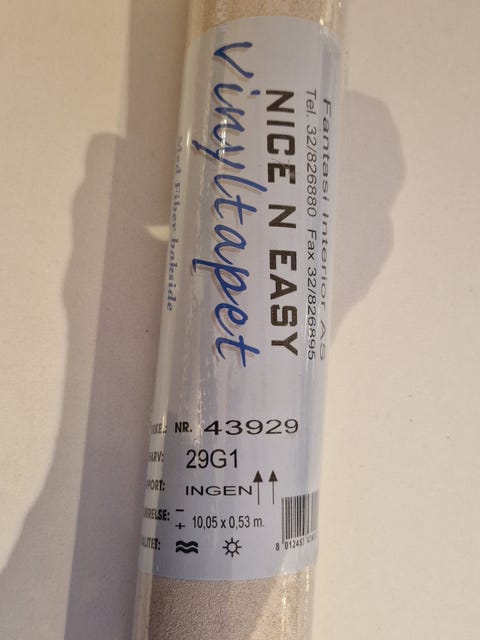 Fantasi Interiør AS
Tel. 32/826880 Fax 32/826895
NICE N EASY
vinyltapet
Med Fiber bakside
NR. 43929
29G1
INGEN
+ 10,05 x 0,53 m.